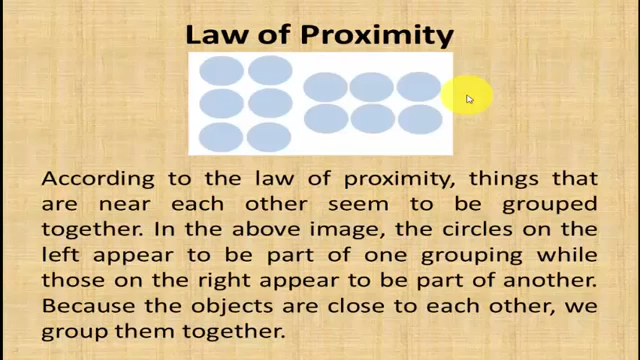 Law of Proximity
According to the law of proximity, things that
are near each other seem to be grouped
together. In the above image, the circles on the
left appear to be part of one grouping while
those on the right appear to be part of another.
Because the objects are close to each other, we
group them together.